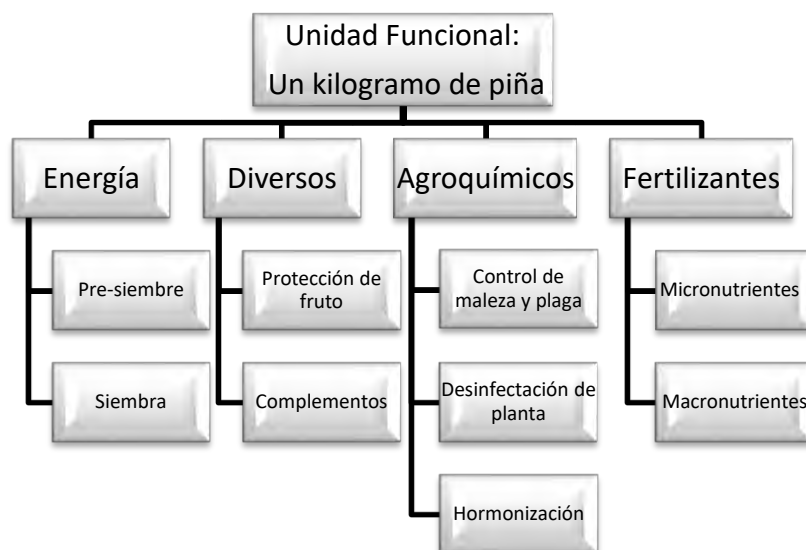 Unidad Funcional:
Un kilogramo de piña
Energía
Diversos
Agroquímicos
Fertilizantes
Pre-siembre
Protección de
fruto
Control de
maleza y plaga
Micronutrientes
Siembra
Complementos
Desinfectación de
planta
Macronutrientes
Hormonización